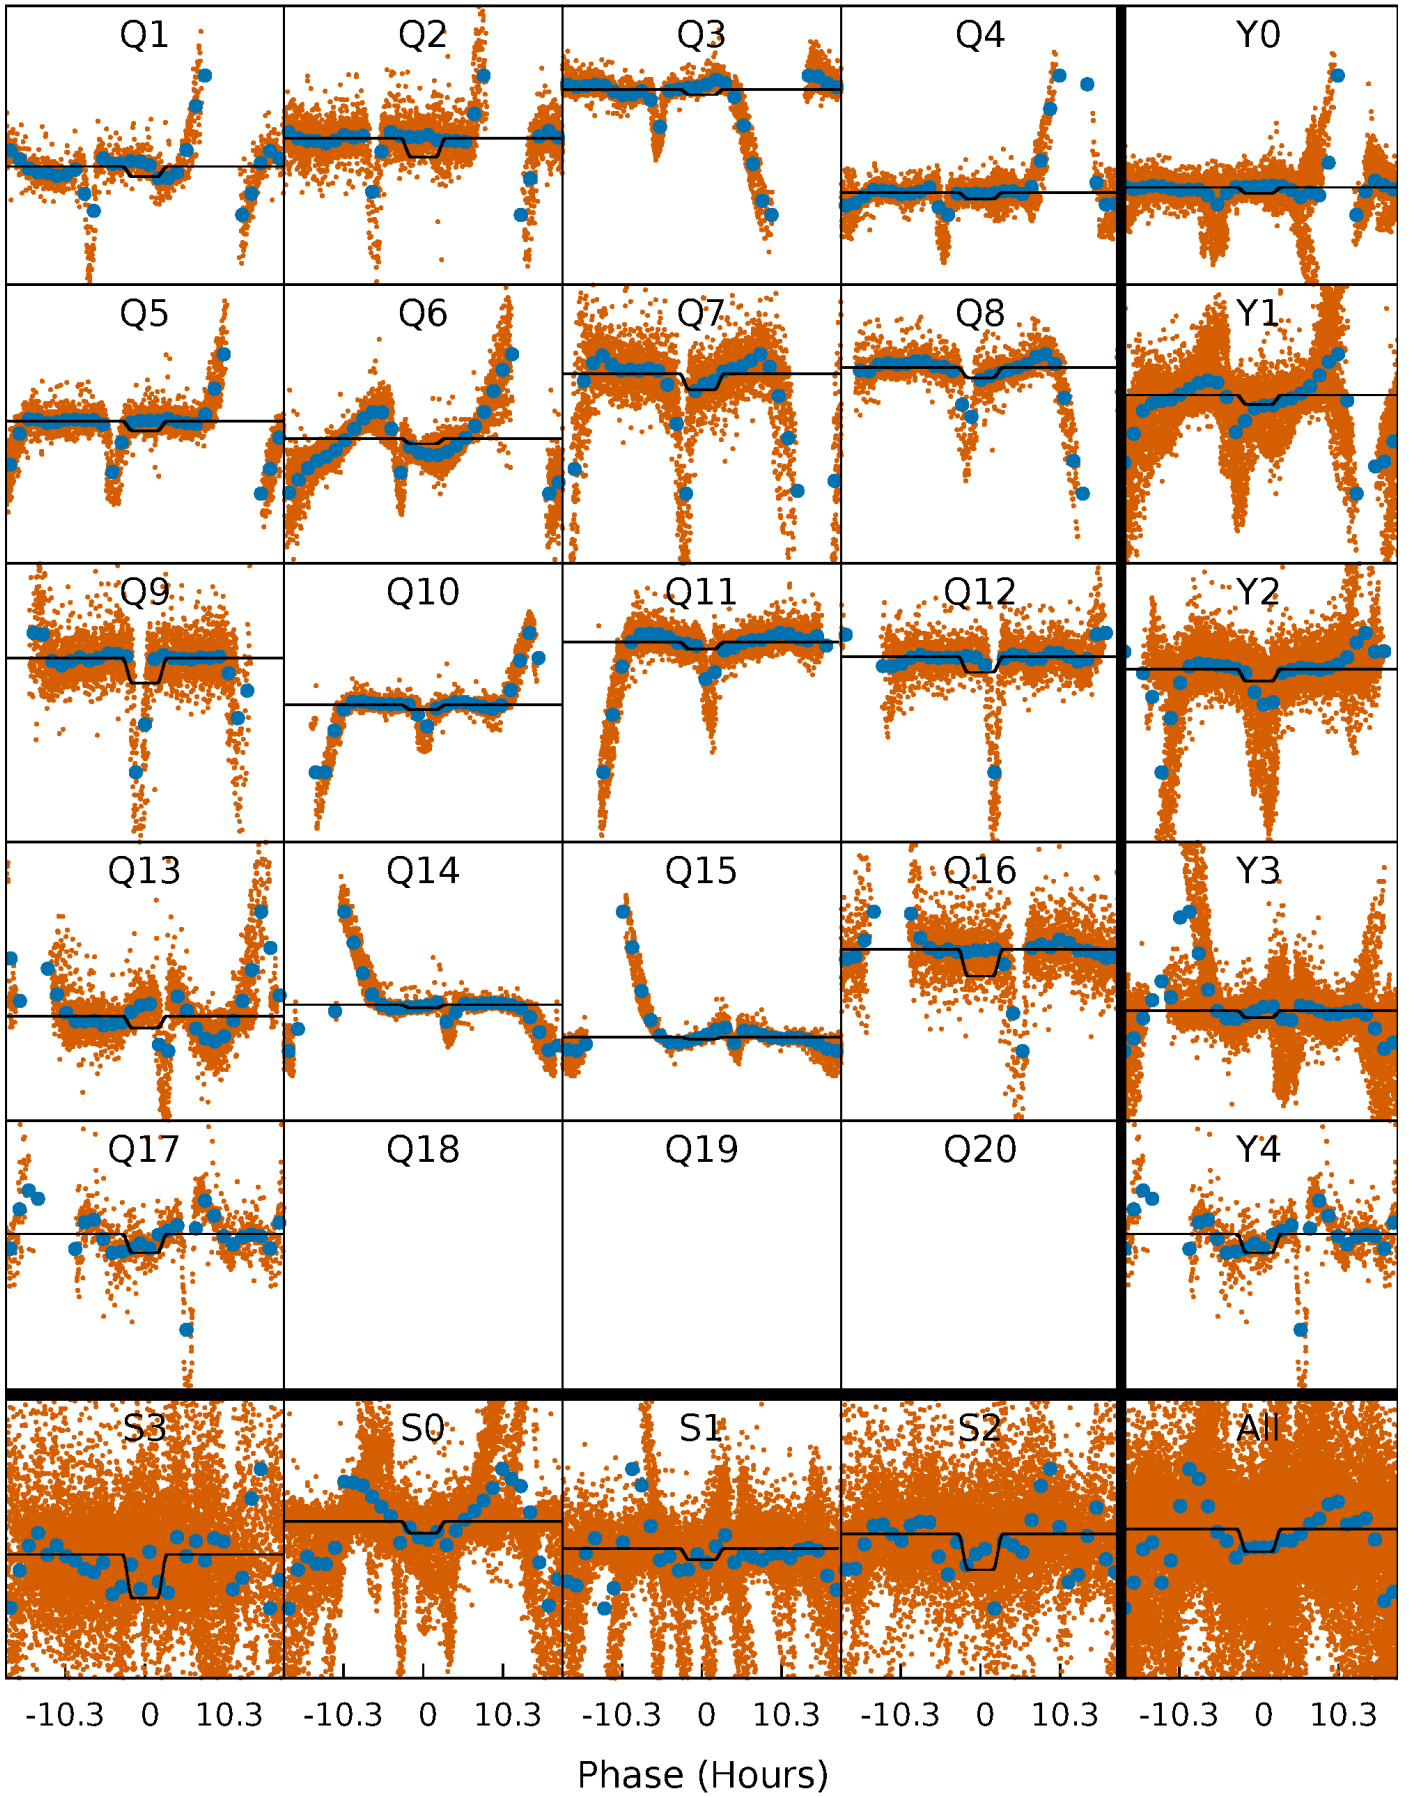 Q1 Q2 Q3 Q4 Y0
Q5 Q6 Q7 Q8 Y1
Q9 Q10 Q11 Q12 Y2
Q13 Q14 Q15 Q16 Y3
Q17 Q18 Q19 Q20 Y4
S3 S0 S1 S2 All
-10.3 0 10.3 -10.3 0 10.3 -10.3 0 10.3 -10.3 0 10.3 -10.3 0 10.3
Phase (Hours)